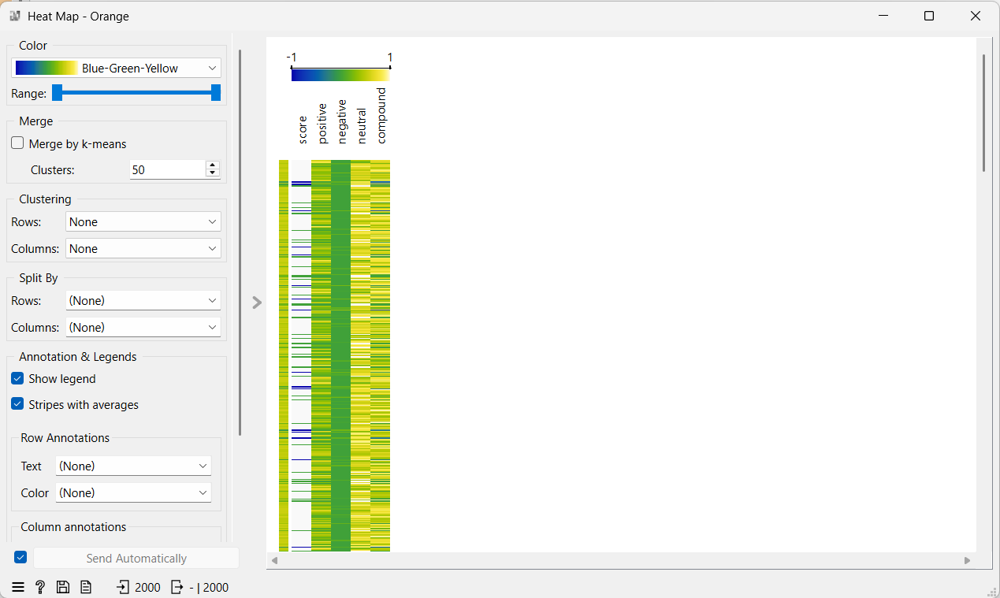 Heat Map - Orange
Color
Blue-Green-Yellow
Range:
Merge
Merge by k-means
Clusters: 50
Clustering
Rows: None
Columns: None
Split By
Rows: (None)
Columns: (None)
Annotation & Legends
Show legend
Stripes with averages
Row Annotations
Text (None)
Color (None)
Column annotations
Send Automatically
? 2000 - | 2000
-1 1
score
positive
negative
neutral
compound